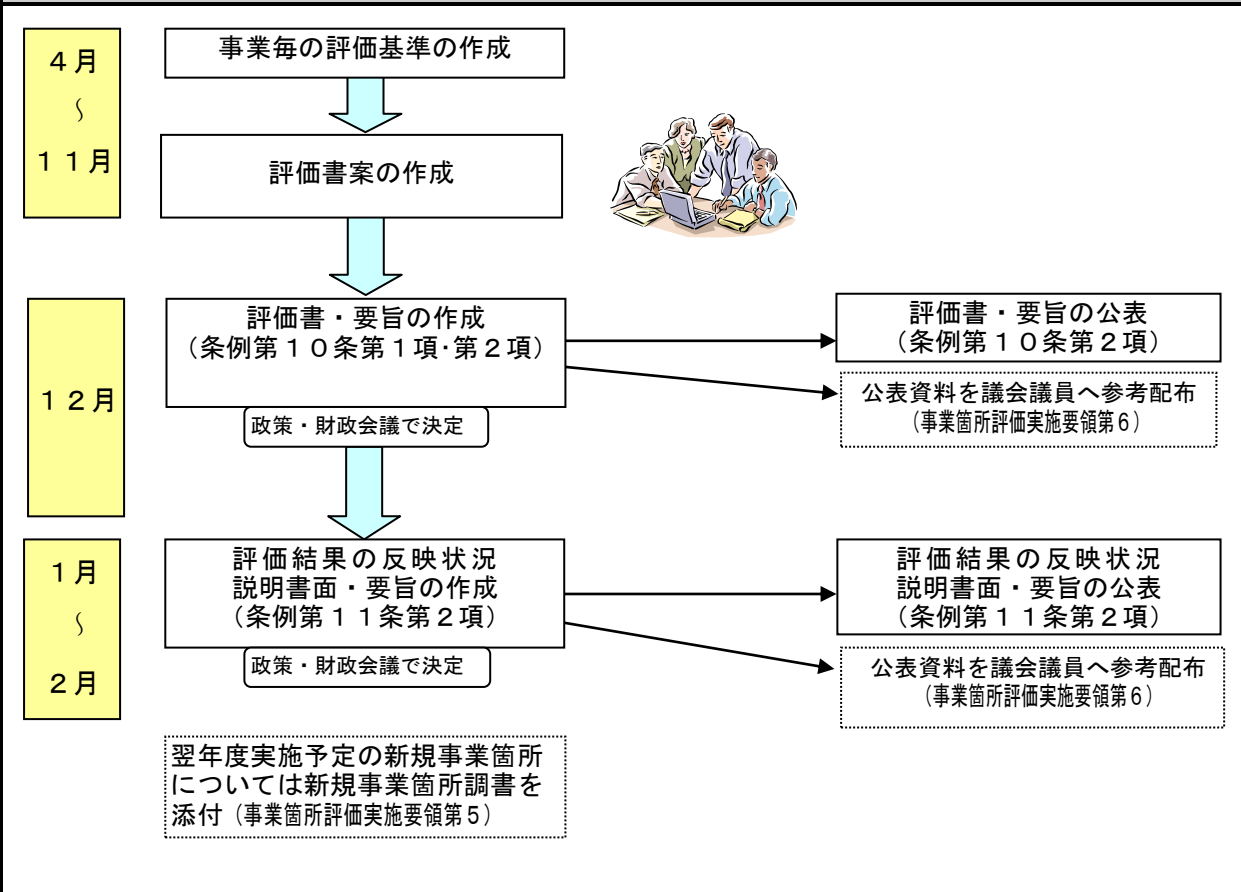 ４月
〜
１１月
事業毎の評価基準の作成
評価書案の作成
１２月
評価書・要旨の作成
（条例第１０条第１項･第２項）
政策・財政会議で決定
評価書・要旨の公表
（条例第１０条第２項）
公表資料を議会議員へ参考配布
（事業箇所評価実施要領第６）
１月
〜
２月
評価結果の反映状況
説明書面・要旨の作成
（条例第１１条第２項）
政策・財政会議で決定
評価結果の反映状況
説明書面・要旨の公表
（条例第１１条第２項）
公表資料を議会議員へ参考配布
（事業箇所評価実施要領第６）
翌年度実施予定の新規事業箇所
については新規事業箇所調書を
添付（事業箇所評価実施要領第５）